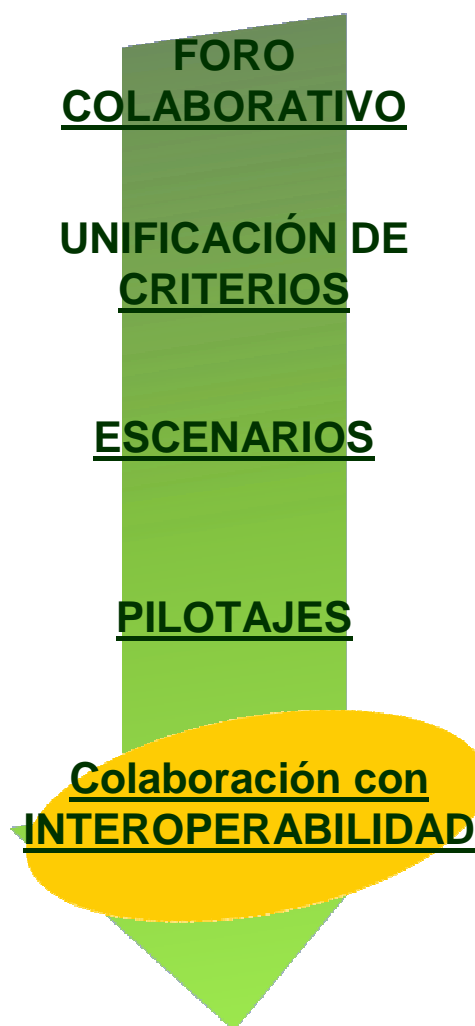 FORO
COLABORATIVO
UNIFICACIÓN DE
CRITERIOS
ESCENARIOS
PILOTAJES
Colaboración con
INTEROPERABILIDAD